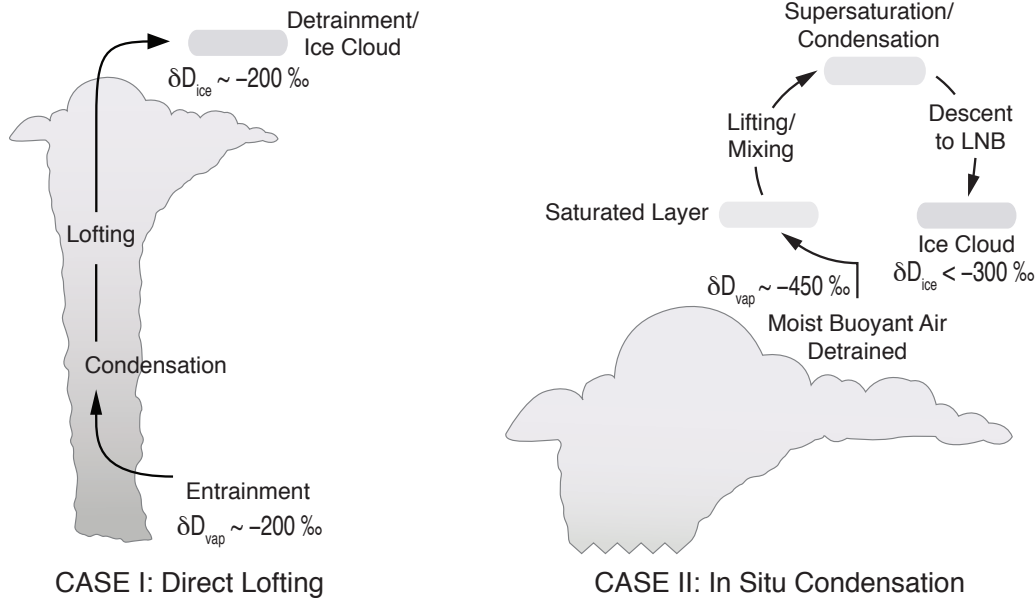 Detrainment/
Ice Cloud
δD_ice ~ −200 ‰
Lofting
Condensation
Entrainment
δD_vap ~ −200 ‰
CASE I: Direct Lofting
Supersaturation/
Condensation
Lifting/
Mixing
Descent
to LNB
Saturated Layer
Ice Cloud
δD_ice < −300 ‰
δD_vap ~ −450 ‰
Moist Buoyant Air
Detrained
CASE II: In Situ Condensation